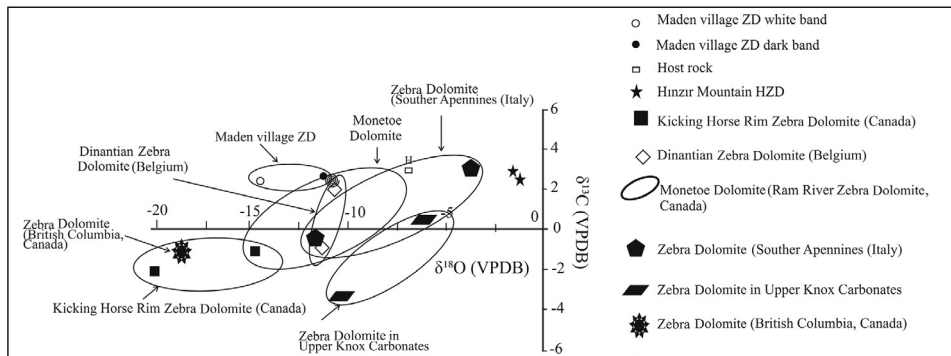 Zebra Dolomite
(Souther Apennines (Italy)
Monetoe
Dolomite
Maden village ZD
Dinantian Zebra
Dolomite (Belgium)
H
-20
-15
-10
-5
0
6
4
2
0
-2
-4
-6
δ¹³C (VPDB)
δ¹⁸O (VPDB)
Zebra Dolomite
(British Columbia,
Canada)
Kicking Horse Rim Zebra Dolomite (Canada)
Zebra Dolomite in
Upper Knox Carbonates
Maden village ZD white band
Maden village ZD dark band
Host rock
Hınzır Mountain HZD
Kicking Horse Rim Zebra Dolomite (Canada)
Dinantian Zebra Dolomite (Belgium)
Monetoe Dolomite (Ram River Zebra Dolomite,
Canada)
Zebra Dolomite (Souther Apennines (Italy)
Zebra Dolomite in Upper Knox Carbonates
Zebra Dolomite (British Columbia, Canada)